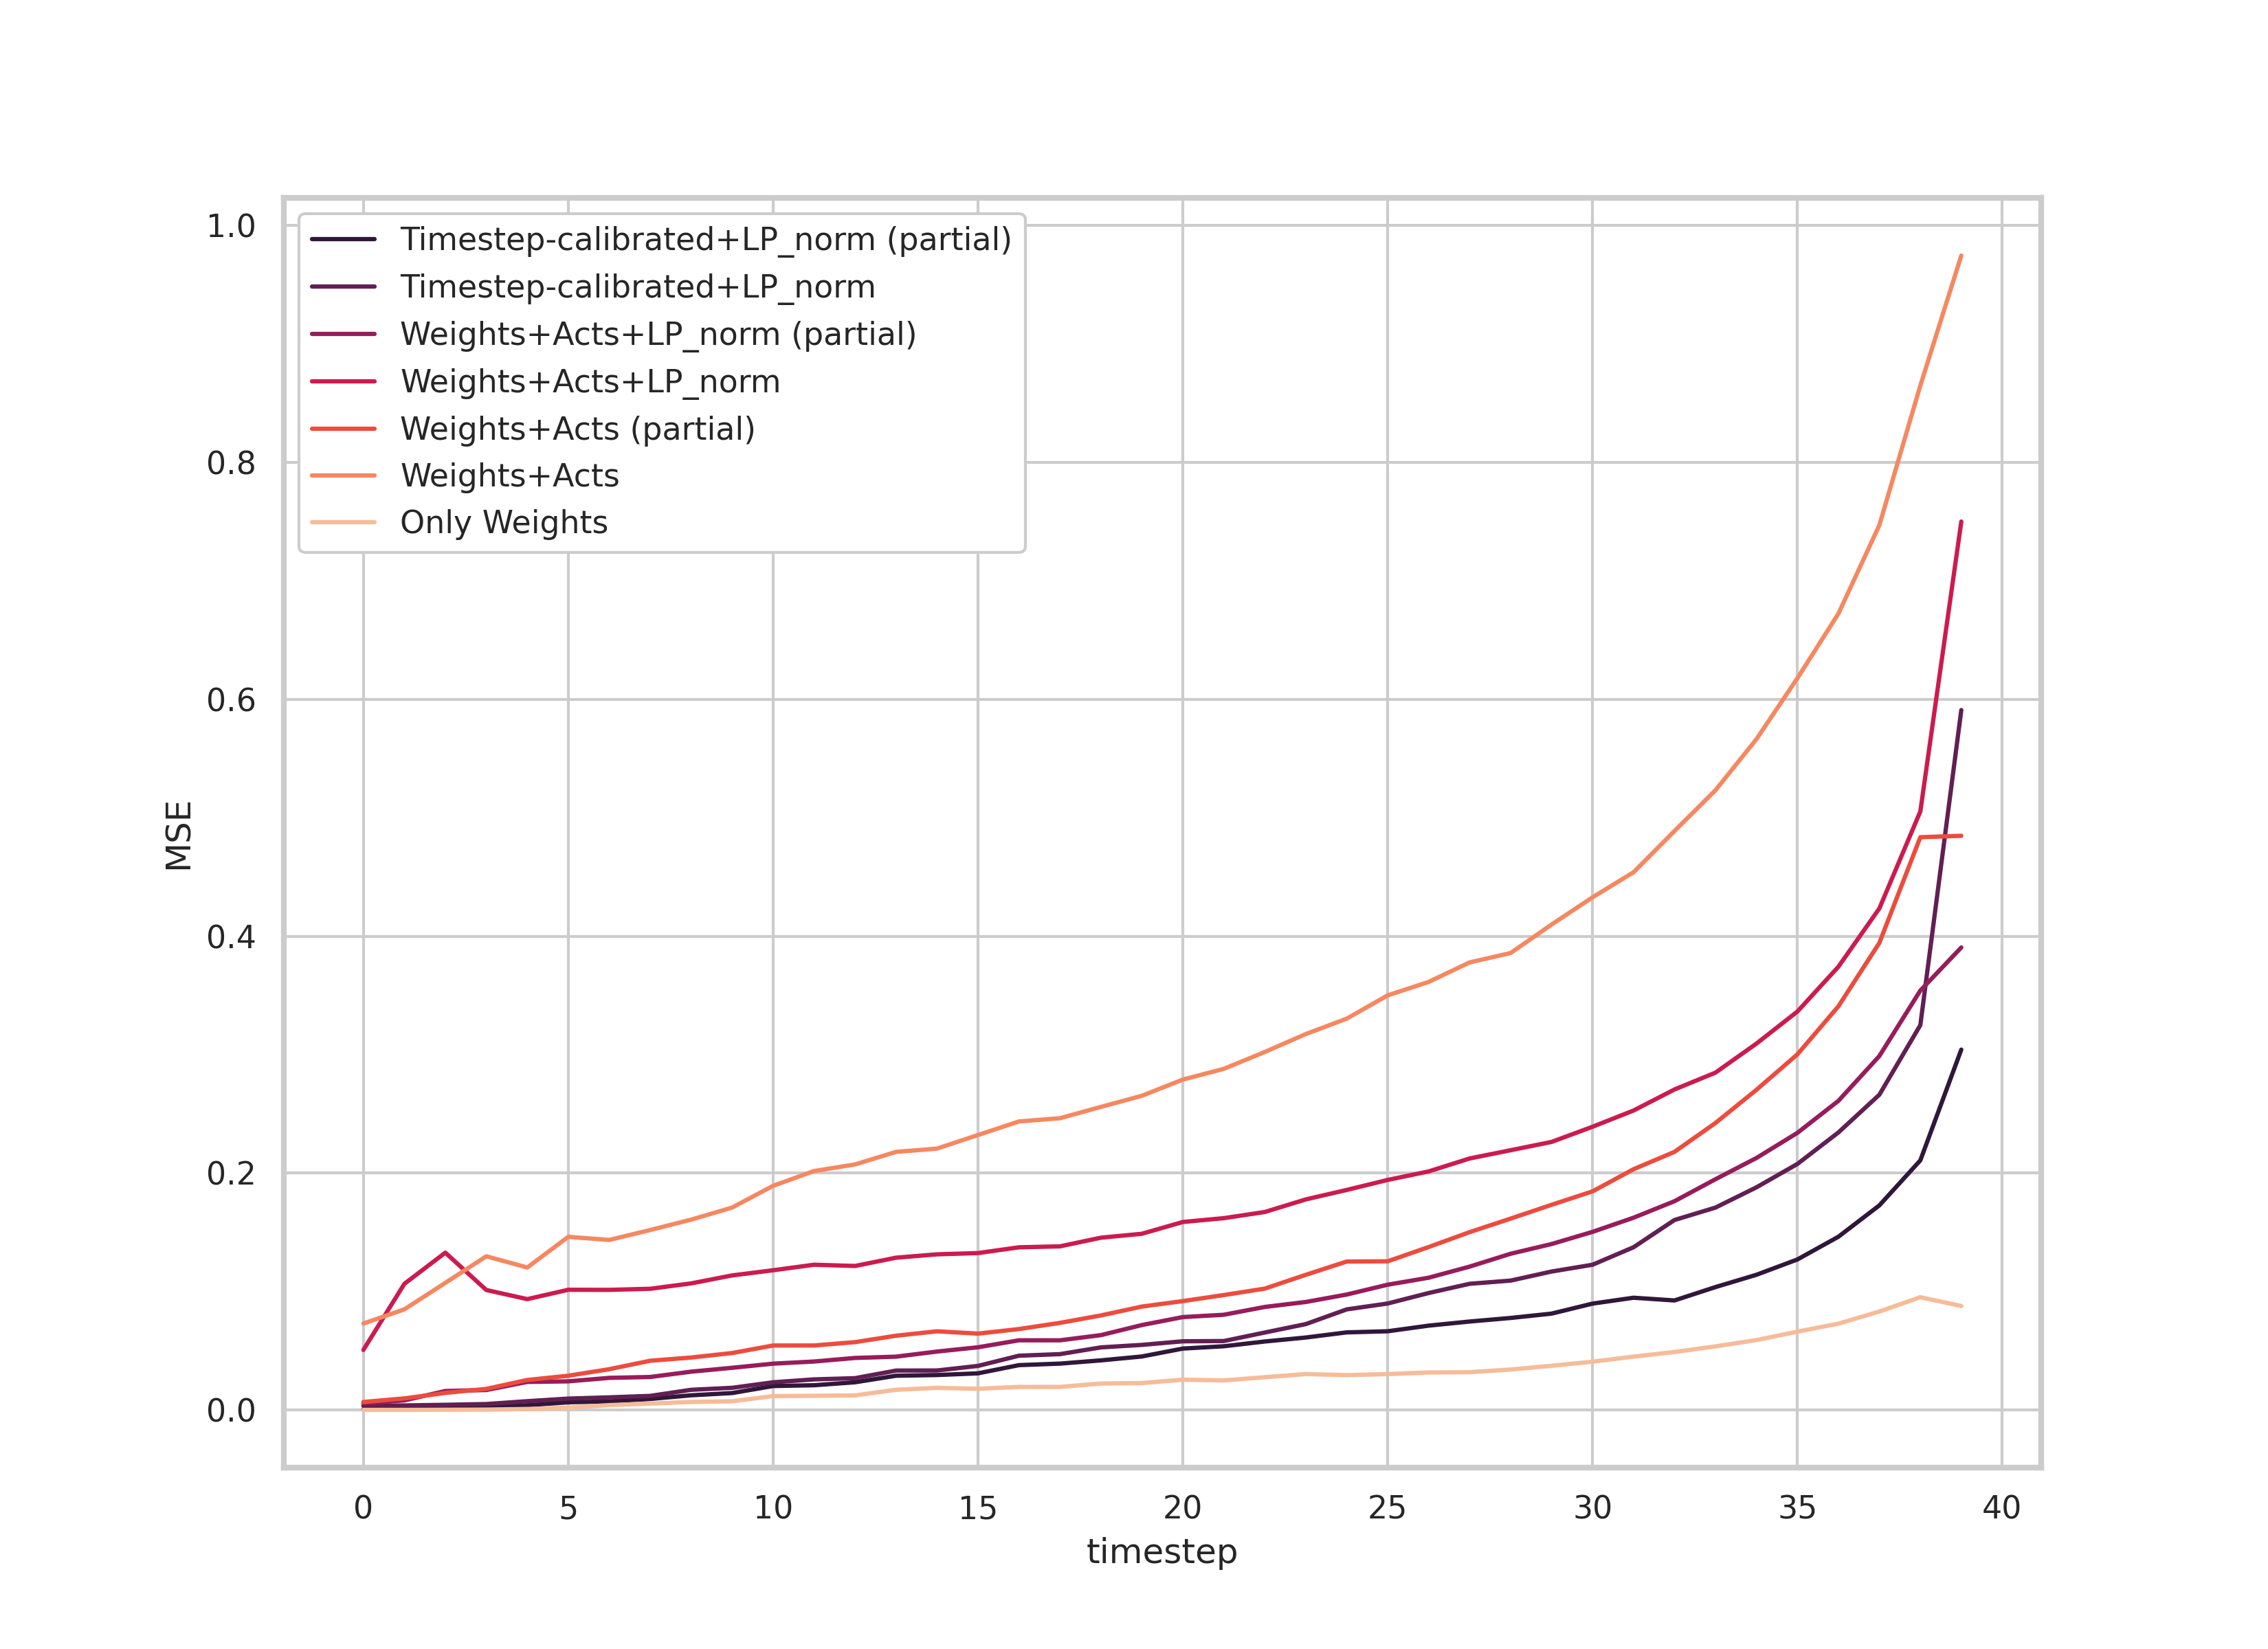 Timestep-calibrated+LP_norm (partial)
Timestep-calibrated+LP_norm
Weights+Acts+LP_norm (partial)
Weights+Acts+LP_norm
Weights+Acts (partial)
Weights+Acts
Only Weights
1.0
0.8
0.6
0.4
0.2
0.0
MSE
0 5 10 15 20 25 30 35 40
timestep